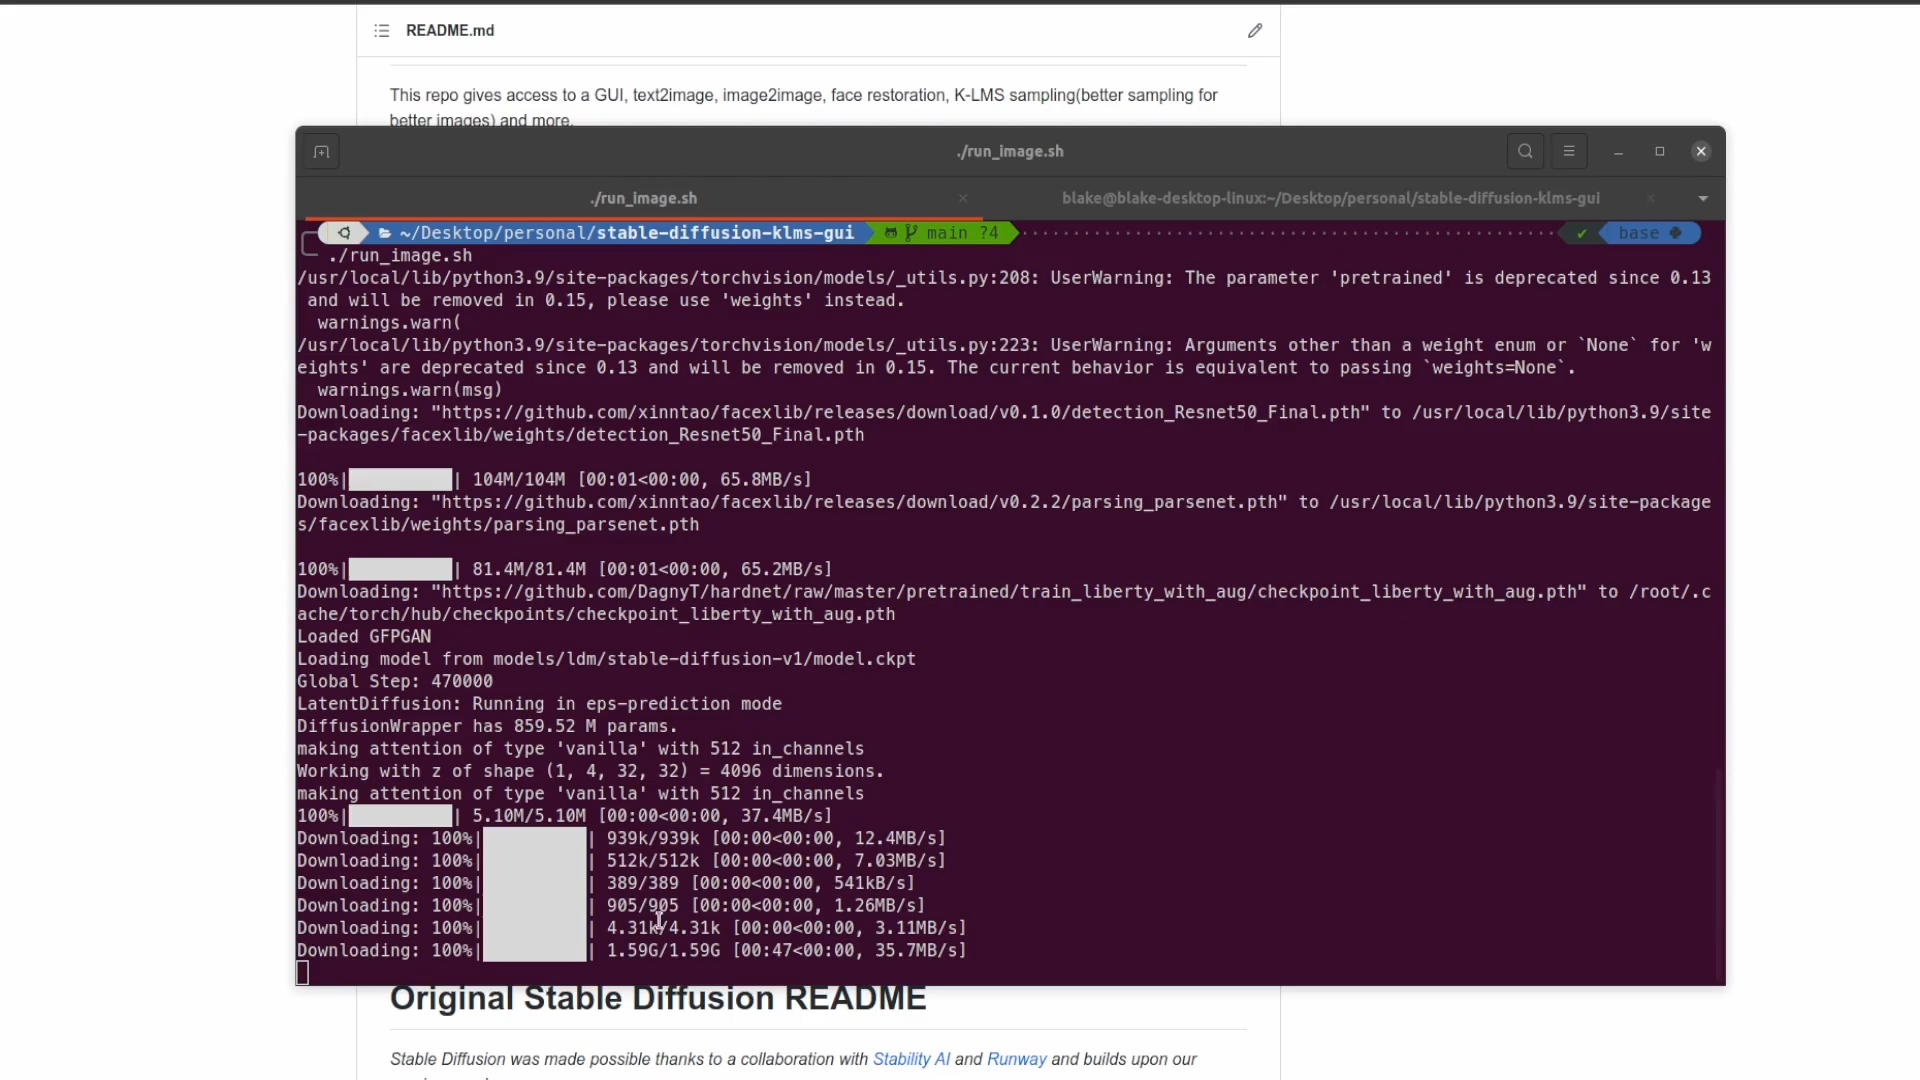 README.md
This repo gives access to a GUI, text2image, image2image, face restoration, K-LMS sampling(better sampling for
better images) and more.
./run_image.sh
./run_image.sh
blake@blake-desktop-linux:~/Desktop/personal/stable-diffusion-klms-gui
~/Desktop/personal/stable-diffusion-klms-gui main ?4 ✔ base
./run_image.sh
/usr/local/lib/python3.9/site-packages/torchvision/models/_utils.py:208: UserWarning: The parameter 'pretrained' is deprecated since 0.13
and will be removed in 0.15, please use 'weights' instead.
warnings.warn(
/usr/local/lib/python3.9/site-packages/torchvision/models/_utils.py:223: UserWarning: Arguments other than a weight enum or `None` for 'w
eights' are deprecated since 0.13 and will be removed in 0.15. The current behavior is equivalent to passing `weights=None`.
warnings.warn(msg)
Downloading: "https://github.com/xinntao/facexlib/releases/download/v0.1.0/detection_Resnet50_Final.pth" to /usr/local/lib/python3.9/site
-packages/facexlib/weights/detection_Resnet50_Final.pth
100%| | 104M/104M [00:01<00:00, 65.8MB/s]
Downloading: "https://github.com/xinntao/facexlib/releases/download/v0.2.2/parsing_parsenet.pth" to /usr/local/lib/python3.9/site-package
s/facexlib/weights/parsing_parsenet.pth
100%| | 81.4M/81.4M [00:01<00:00, 65.2MB/s]
Downloading: "https://github.com/DagnyT/hardnet/raw/master/pretrained/train_liberty_with_aug/checkpoint_liberty_with_aug.pth" to /root/.c
ache/torch/hub/checkpoints/checkpoint_liberty_with_aug.pth
Loaded GFPGAN
Loading model from models/ldm/stable-diffusion-v1/model.ckpt
Global Step: 470000
LatentDiffusion: Running in eps-prediction mode
DiffusionWrapper has 859.52 M params.
making attention of type 'vanilla' with 512 in_channels
Working with z of shape (1, 4, 32, 32) = 4096 dimensions.
making attention of type 'vanilla' with 512 in_channels
100%| | 5.10M/5.10M [00:00<00:00, 37.4MB/s]
Downloading: 100%| | 939k/939k [00:00<00:00, 12.4MB/s]
Downloading: 100%| | 512k/512k [00:00<00:00, 7.03MB/s]
Downloading: 100%| | 389/389 [00:00<00:00, 541kB/s]
Downloading: 100%| | 905/905 [00:00<00:00, 1.26MB/s]
Downloading: 100%| | 4.31k/4.31k [00:00<00:00, 3.11MB/s]
Downloading: 100%| | 1.59G/1.59G [00:47<00:00, 35.7MB/s]
Original Stable Diffusion README
Stable Diffusion was made possible thanks to a collaboration with Stability AI and Runway and builds upon our